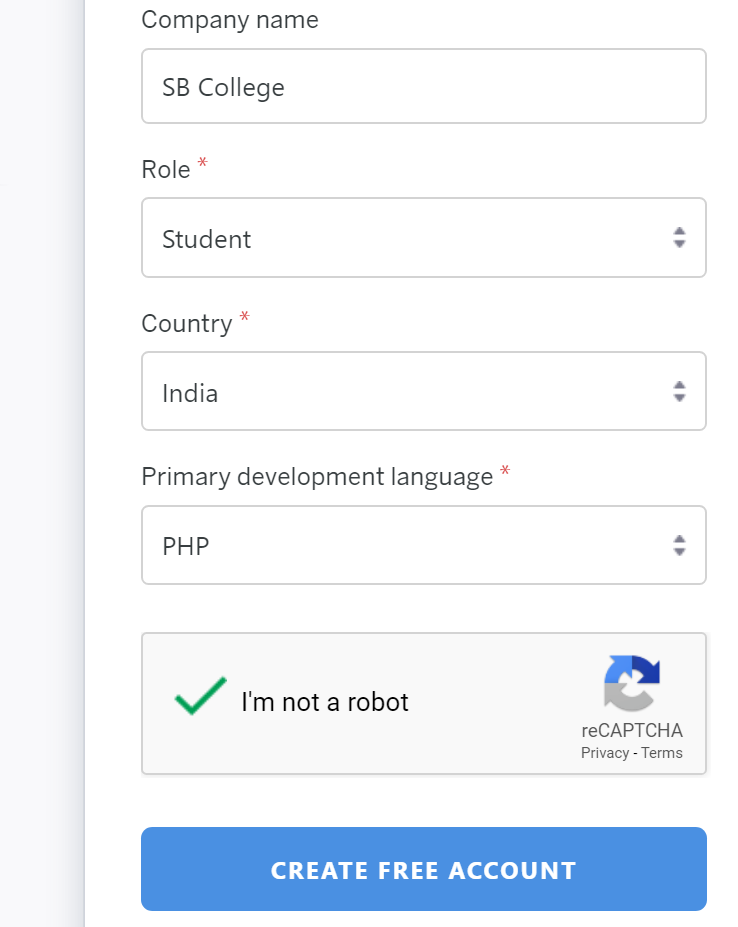 Company name
SB College
Role *
Student
Country *
India
Primary development language *
PHP
I'm not a robot
reCAPTCHA
Privacy - Terms
CREATE FREE ACCOUNT